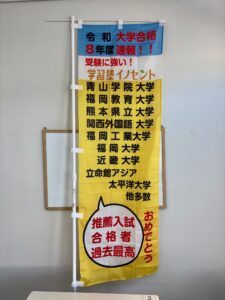 令和 大学合格
8年度 速報！！
受験に強い！
学習塾イノセント
青山学院大学
福岡教育大学
熊本県立大学
関西外国語大学
福岡工業大学
福岡大学
近畿大学
立命館アジア
太平洋大学
他多数
推薦入試
合格者
過去最高
おめでとう